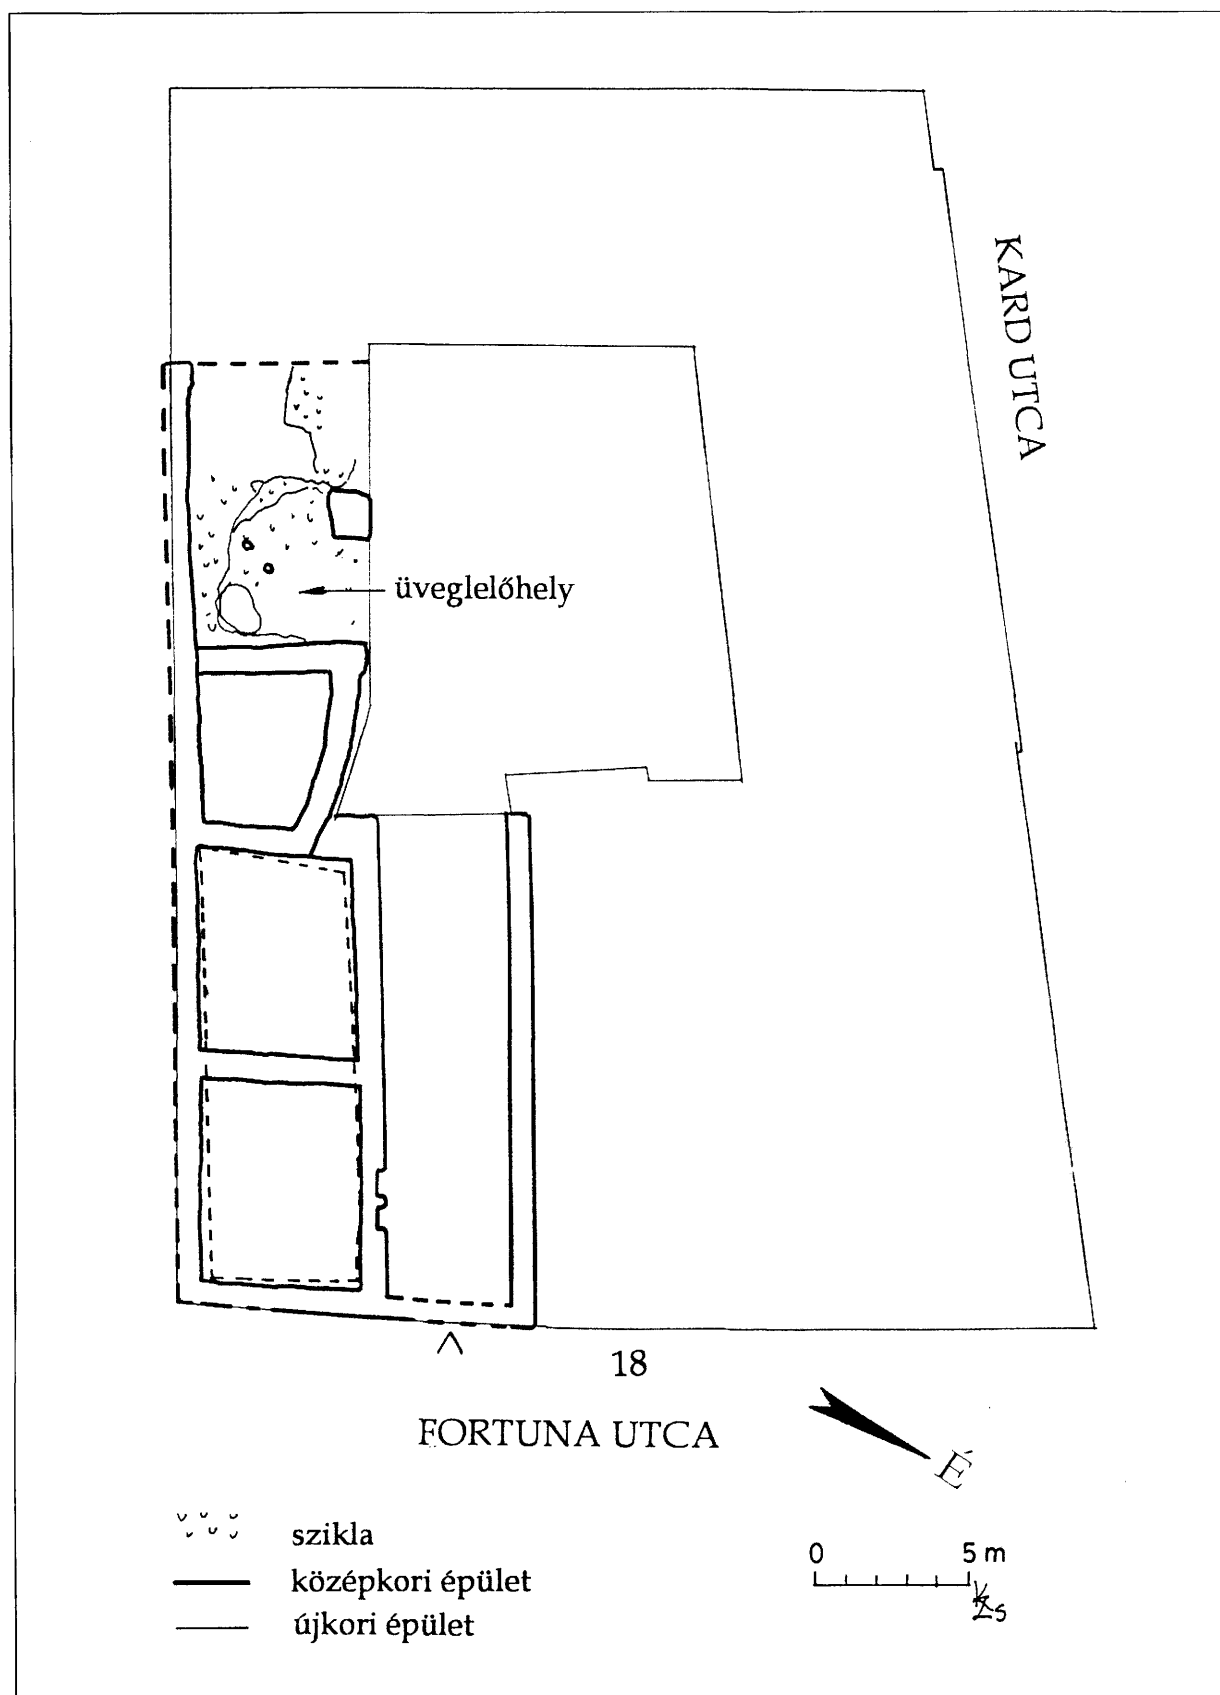 KARD UTCA
üveglelőhely
18
FORTUNA UTCA
É
szikla
0 5 m
középkori épület
újkori épület